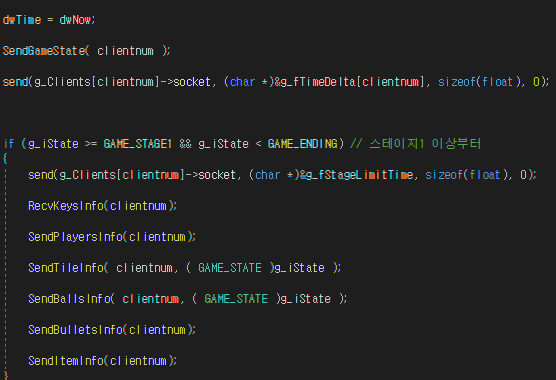 dwTime = dwNow;
SendGameState( clientnum );
send(g_Clients[clientnum]->socket, (char *)&g_fTimeDelta[clientnum], sizeof(float), 0);
if (g_iState >= GAME_STAGE1 && g_iState < GAME_ENDING) // 스테이지1 이상부터
{
send(g_Clients[clientnum]->socket, (char *)&g_fStageLimitTime, sizeof(float), 0);
RecvKeysInfo(clientnum);
SendPlayersInfo(clientnum);
SendTileInfo( clientnum, ( GAME_STATE )g_iState );
SendBallsInfo( clientnum, ( GAME_STATE )g_iState );
SendBulletsInfo(clientnum);
SendItemInfo(clientnum);
}